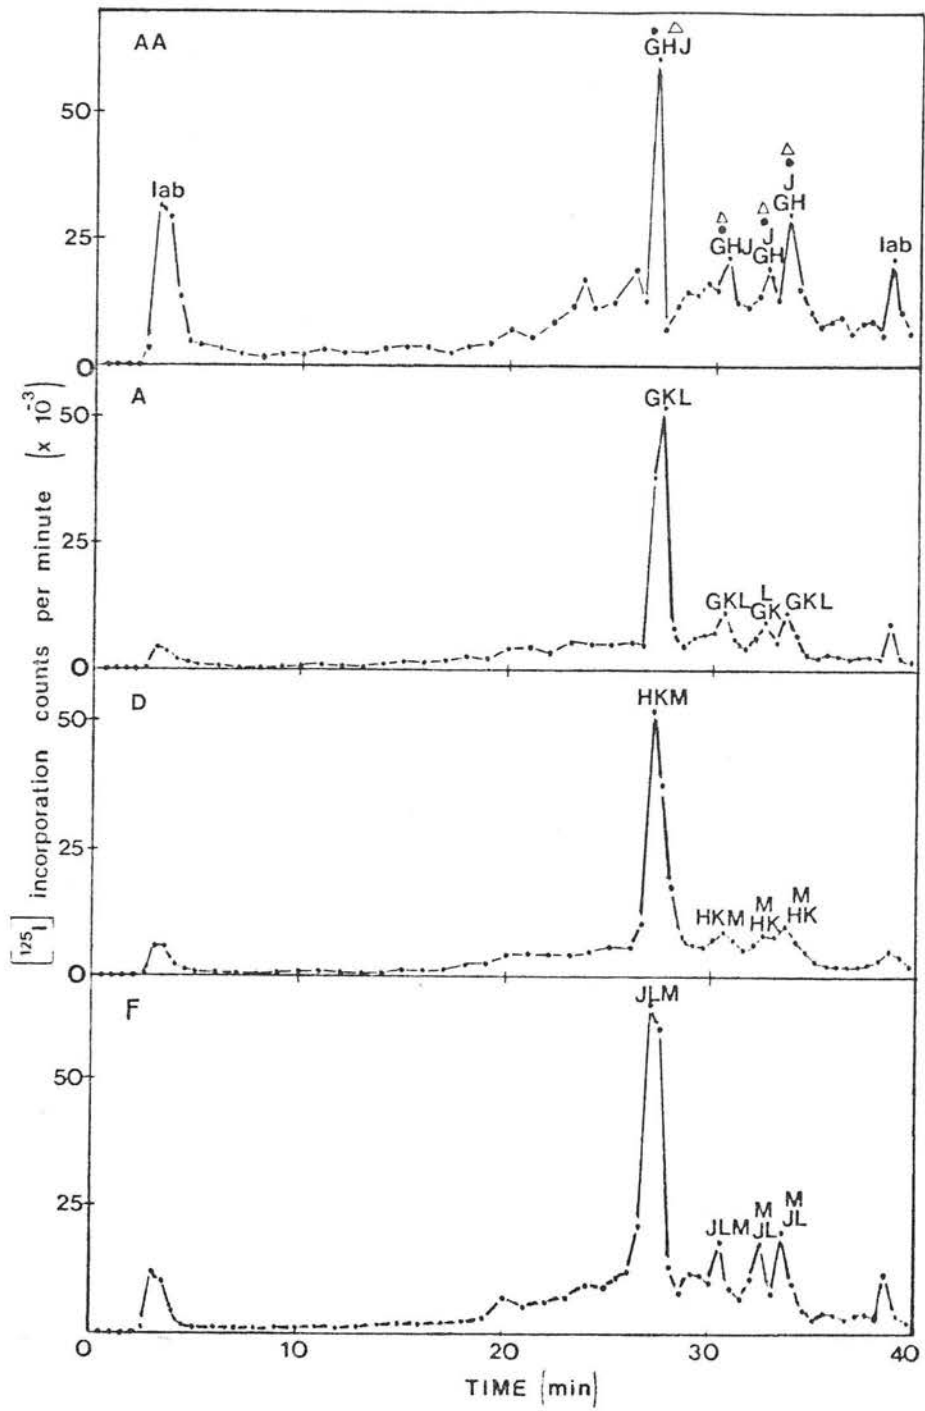 AA
GHJ
50
J
GH
Iab
25
GHJ
J
GH
Iab
0
A
50
GKL
25
GKL
L
GK
GKL
0
D
50
HKM
25
HKM
M
HK
M
HK
0
F
JLM
50
25
JLM
M
JL
M
JL
0
0 10 20 30 40
TIME (min)
[125I] incorporation counts per minute (x 10-3)